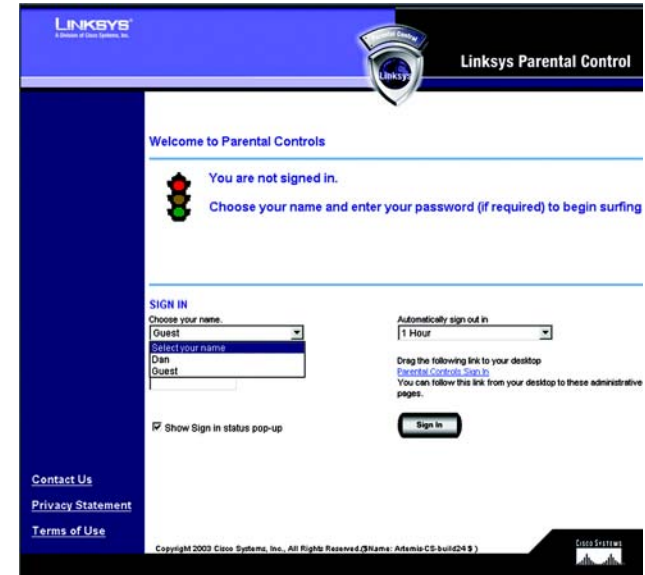 LINKSYS®
A Division of Cisco Systems, Inc.
Parental Control
Linksys
Linksys Parental Control
Welcome to Parental Controls
You are not signed in.
Choose your name and enter your password (if required) to begin surfing
SIGN IN
Choose your name.
Guest
Select your name
Dan
Guest
Automatically sign out in
1 Hour
Drag the following link to your desktop
Parental Controls Sign In
You can follow this link from your desktop to these administrative
pages.
Show Sign in status pop-up
Sign In
Contact Us
Privacy Statement
Terms of Use
Copyright 2003 Cisco Systems, Inc., All Rights Reserved.($Name: Artemis-CS-build24 $ )
CISCO SYSTEMS